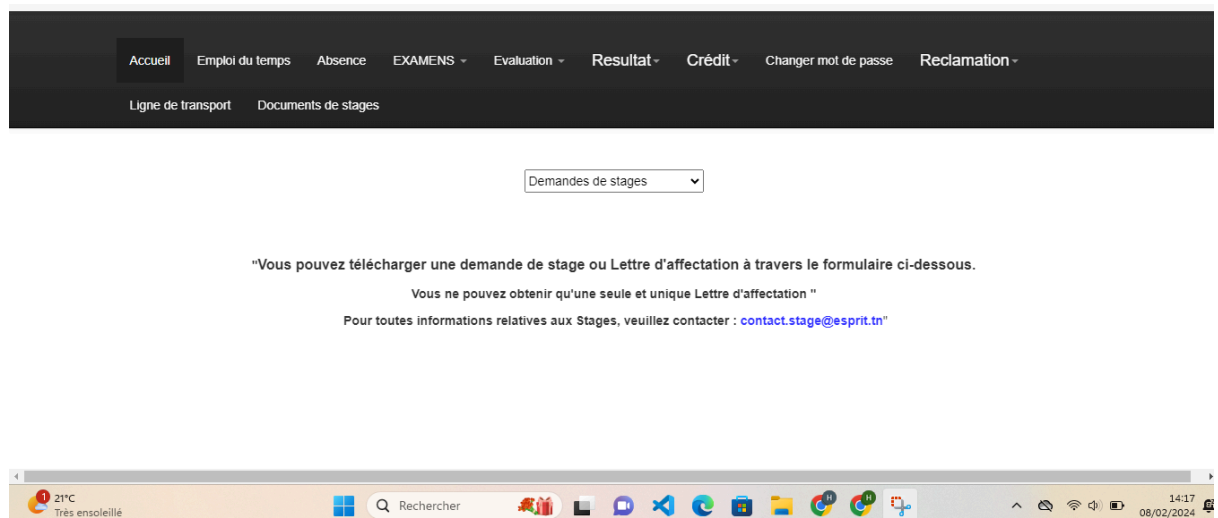 Accueil Emploi du temps Absence EXAMENS Evaluation Resultat Crédit Changer mot de passe Reclamation
Ligne de transport Documents de stages
Demandes de stages
"Vous pouvez télécharger une demande de stage ou Lettre d'affectation à travers le formulaire ci-dessous.
Vous ne pouvez obtenir qu'une seule et unique Lettre d'affectation "
Pour toutes informations relatives aux Stages, veuillez contacter : contact.stage@esprit.tn"
1
21°C
Très ensoleillé
Rechercher
H
H
14:17
08/02/2024